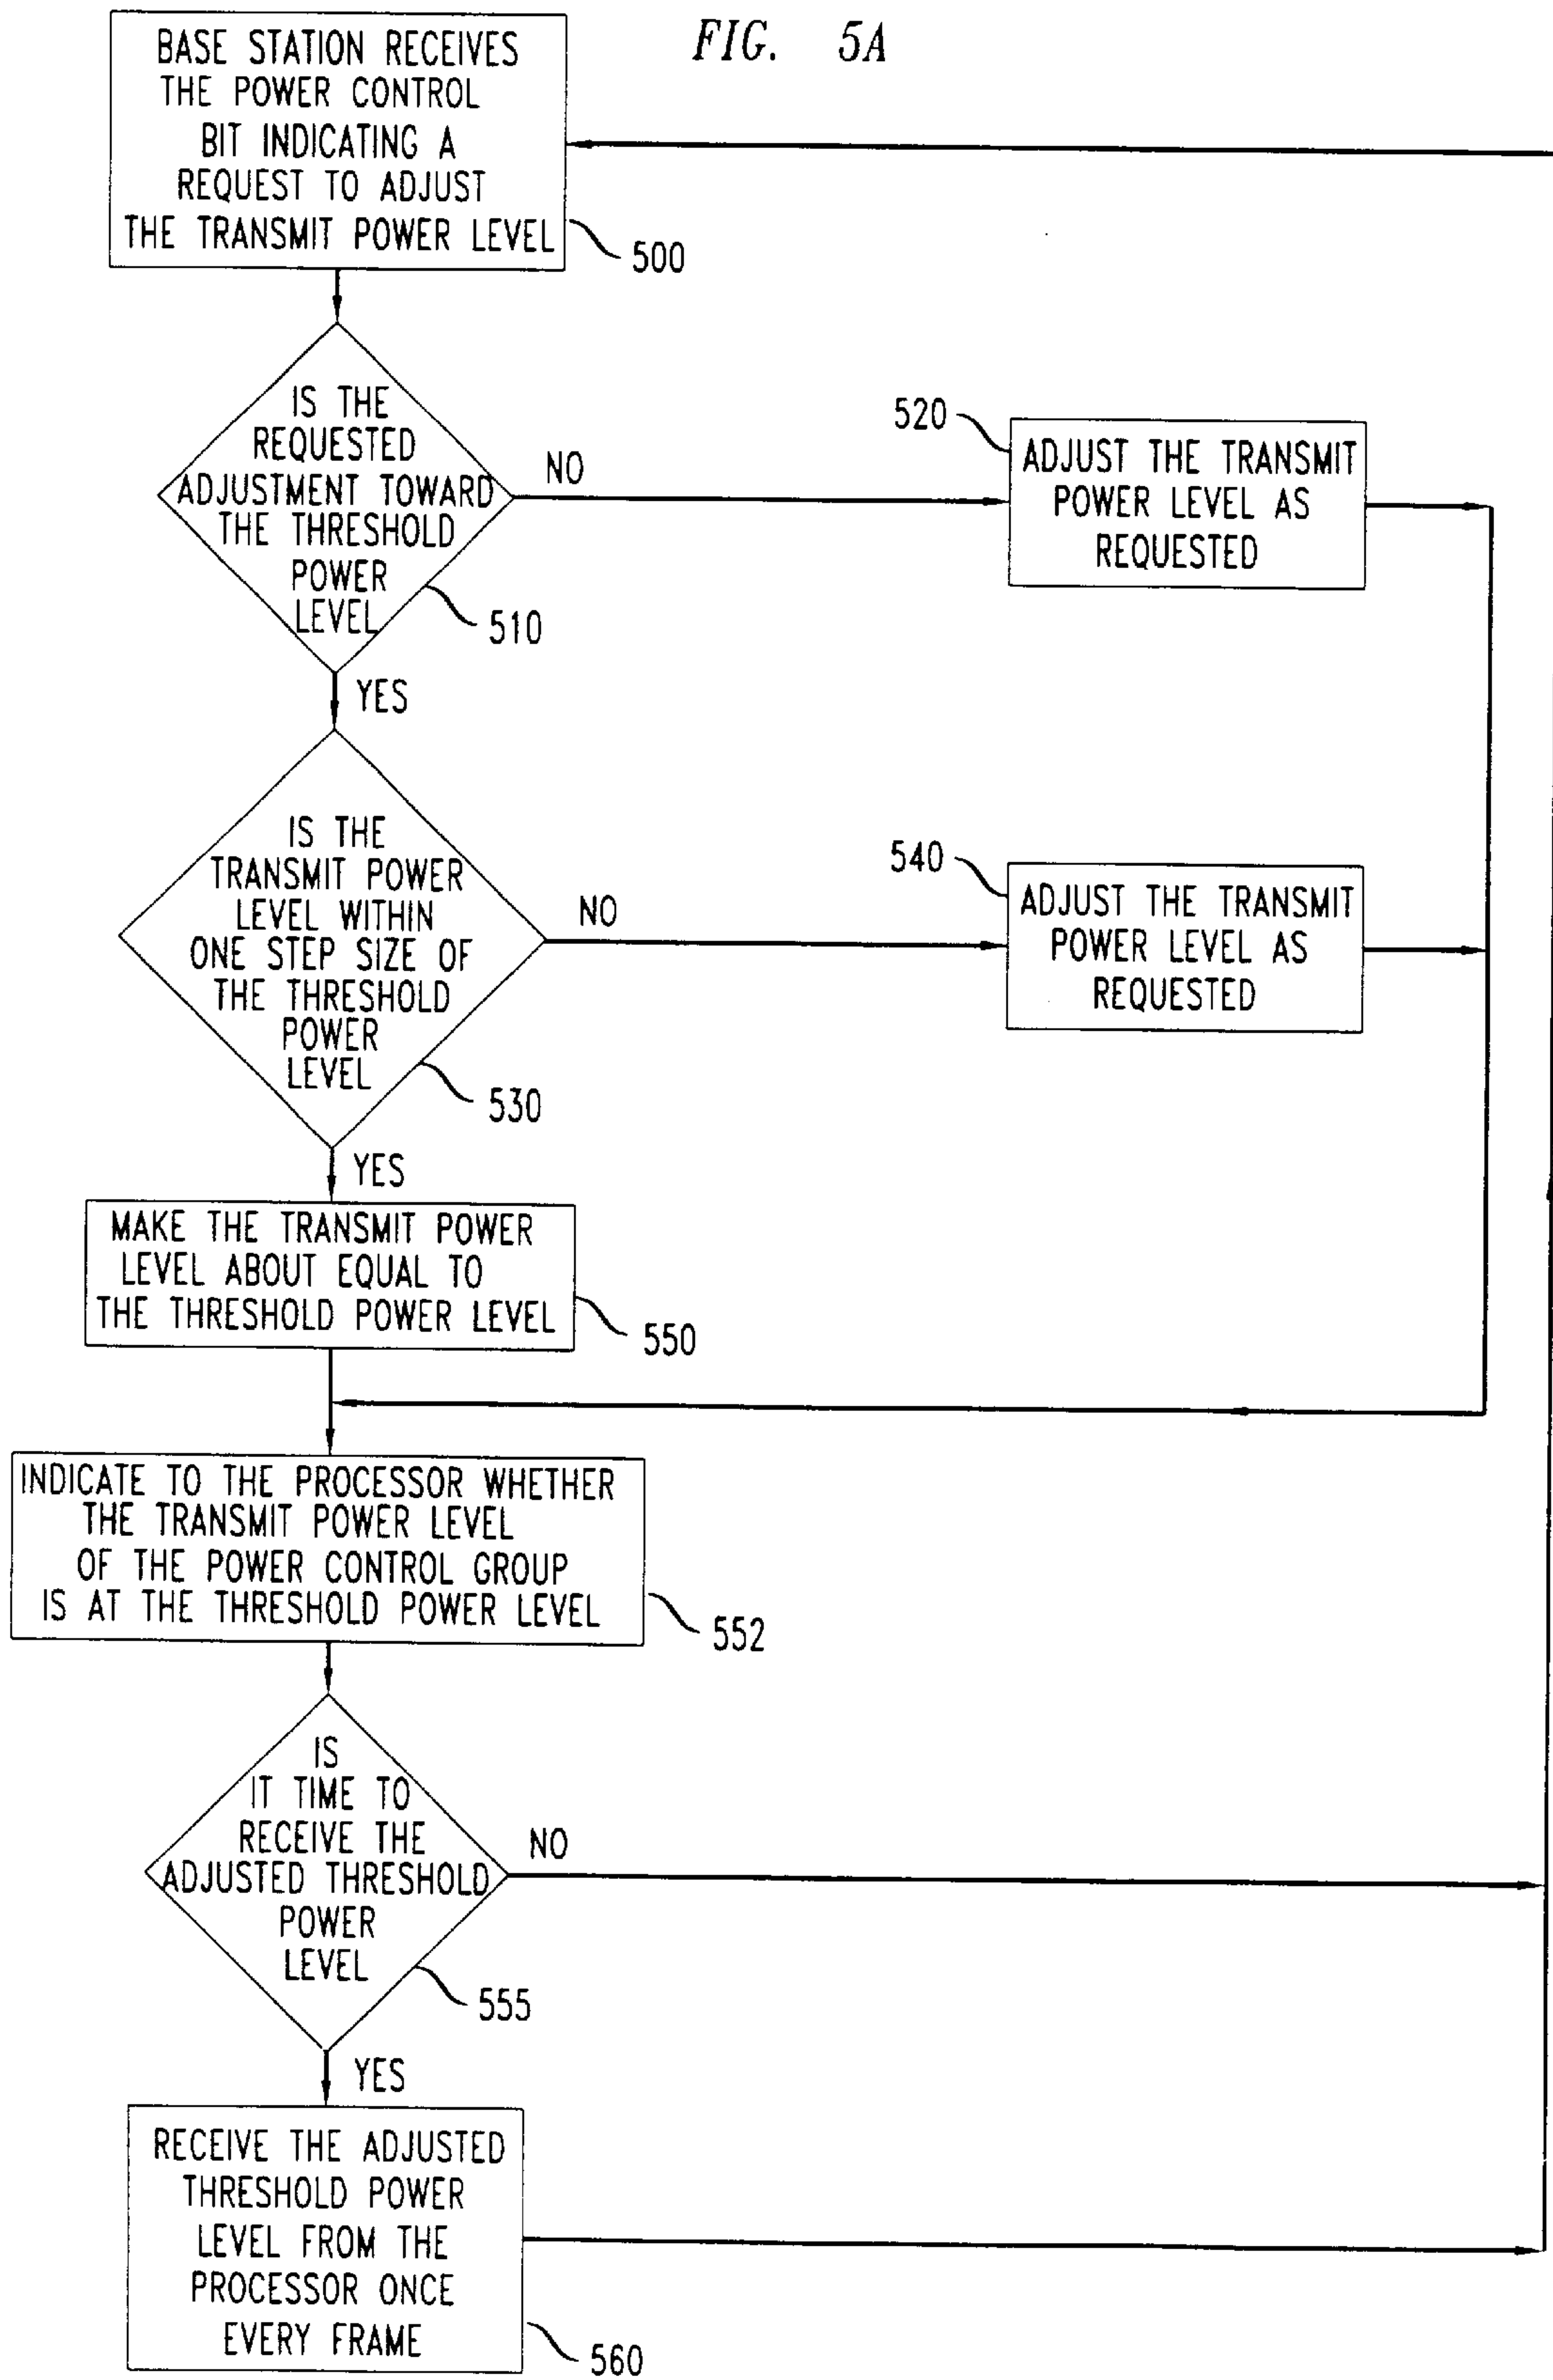 FIG. 5A
BASE STATION RECEIVES
THE POWER CONTROL
BIT INDICATING A
REQUEST TO ADJUST
THE TRANSMIT POWER LEVEL
500
IS THE
REQUESTED
ADJUSTMENT TOWARD
THE THRESHOLD
POWER
LEVEL
510
NO
520
ADJUST THE TRANSMIT
POWER LEVEL AS
REQUESTED
YES
IS THE
TRANSMIT POWER
LEVEL WITHIN
ONE STEP SIZE OF
THE THRESHOLD
POWER
LEVEL
530
NO
540
ADJUST THE TRANSMIT
POWER LEVEL AS
REQUESTED
YES
MAKE THE TRANSMIT POWER
LEVEL ABOUT EQUAL TO
THE THRESHOLD POWER LEVEL
550
INDICATE TO THE PROCESSOR WHETHER
THE TRANSMIT POWER LEVEL
OF THE POWER CONTROL GROUP
IS AT THE THRESHOLD POWER LEVEL
552
IS
IT TIME TO
RECEIVE THE
ADJUSTED THRESHOLD
POWER
LEVEL
555
NO
YES
RECEIVE THE ADJUSTED
THRESHOLD POWER
LEVEL FROM THE
PROCESSOR ONCE
EVERY FRAME
560